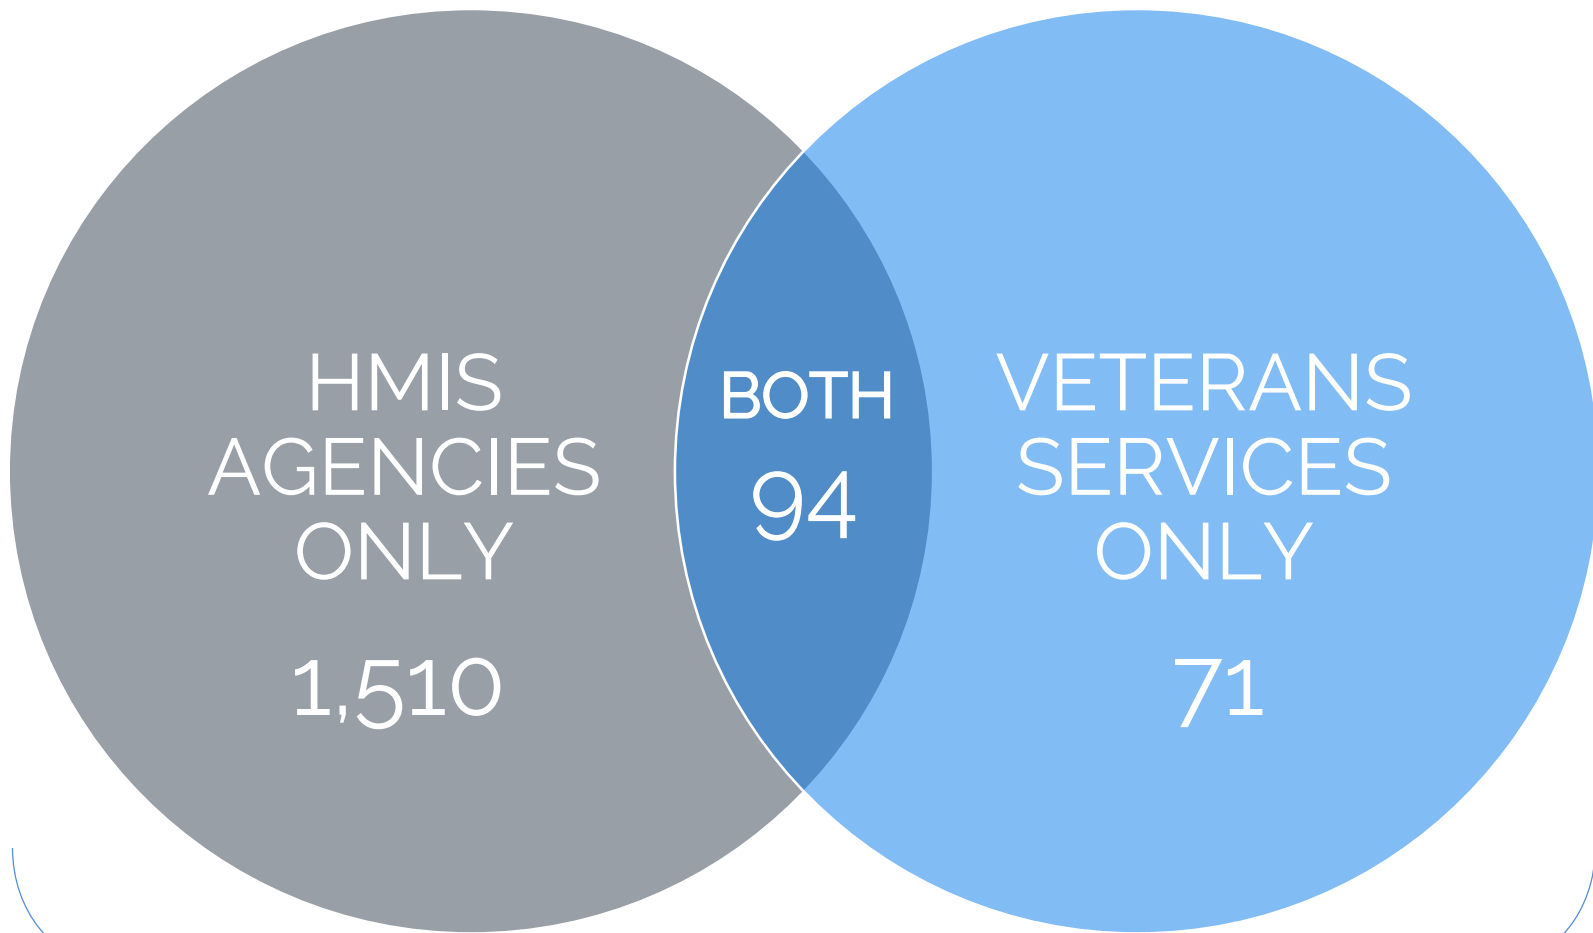 HMIS
AGENCIES
ONLY
1,510
BOTH
94
VETERANS
SERVICES
ONLY
71